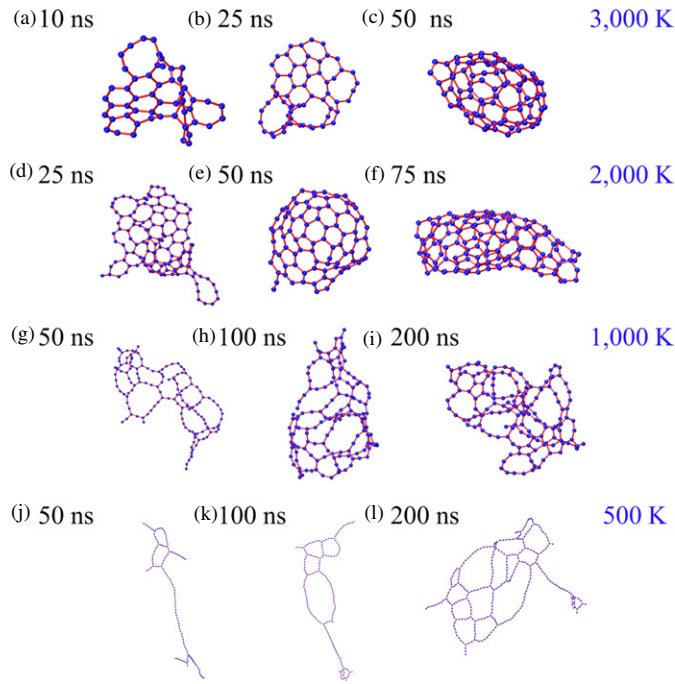 (a) 10 ns (b) 25 ns (c) 50 ns 3,000 K
(d) 25 ns (e) 50 ns (f) 75 ns 2,000 K
(g) 50 ns (h) 100 ns (i) 200 ns 1,000 K
(j) 50 ns (k) 100 ns (l) 200 ns 500 K